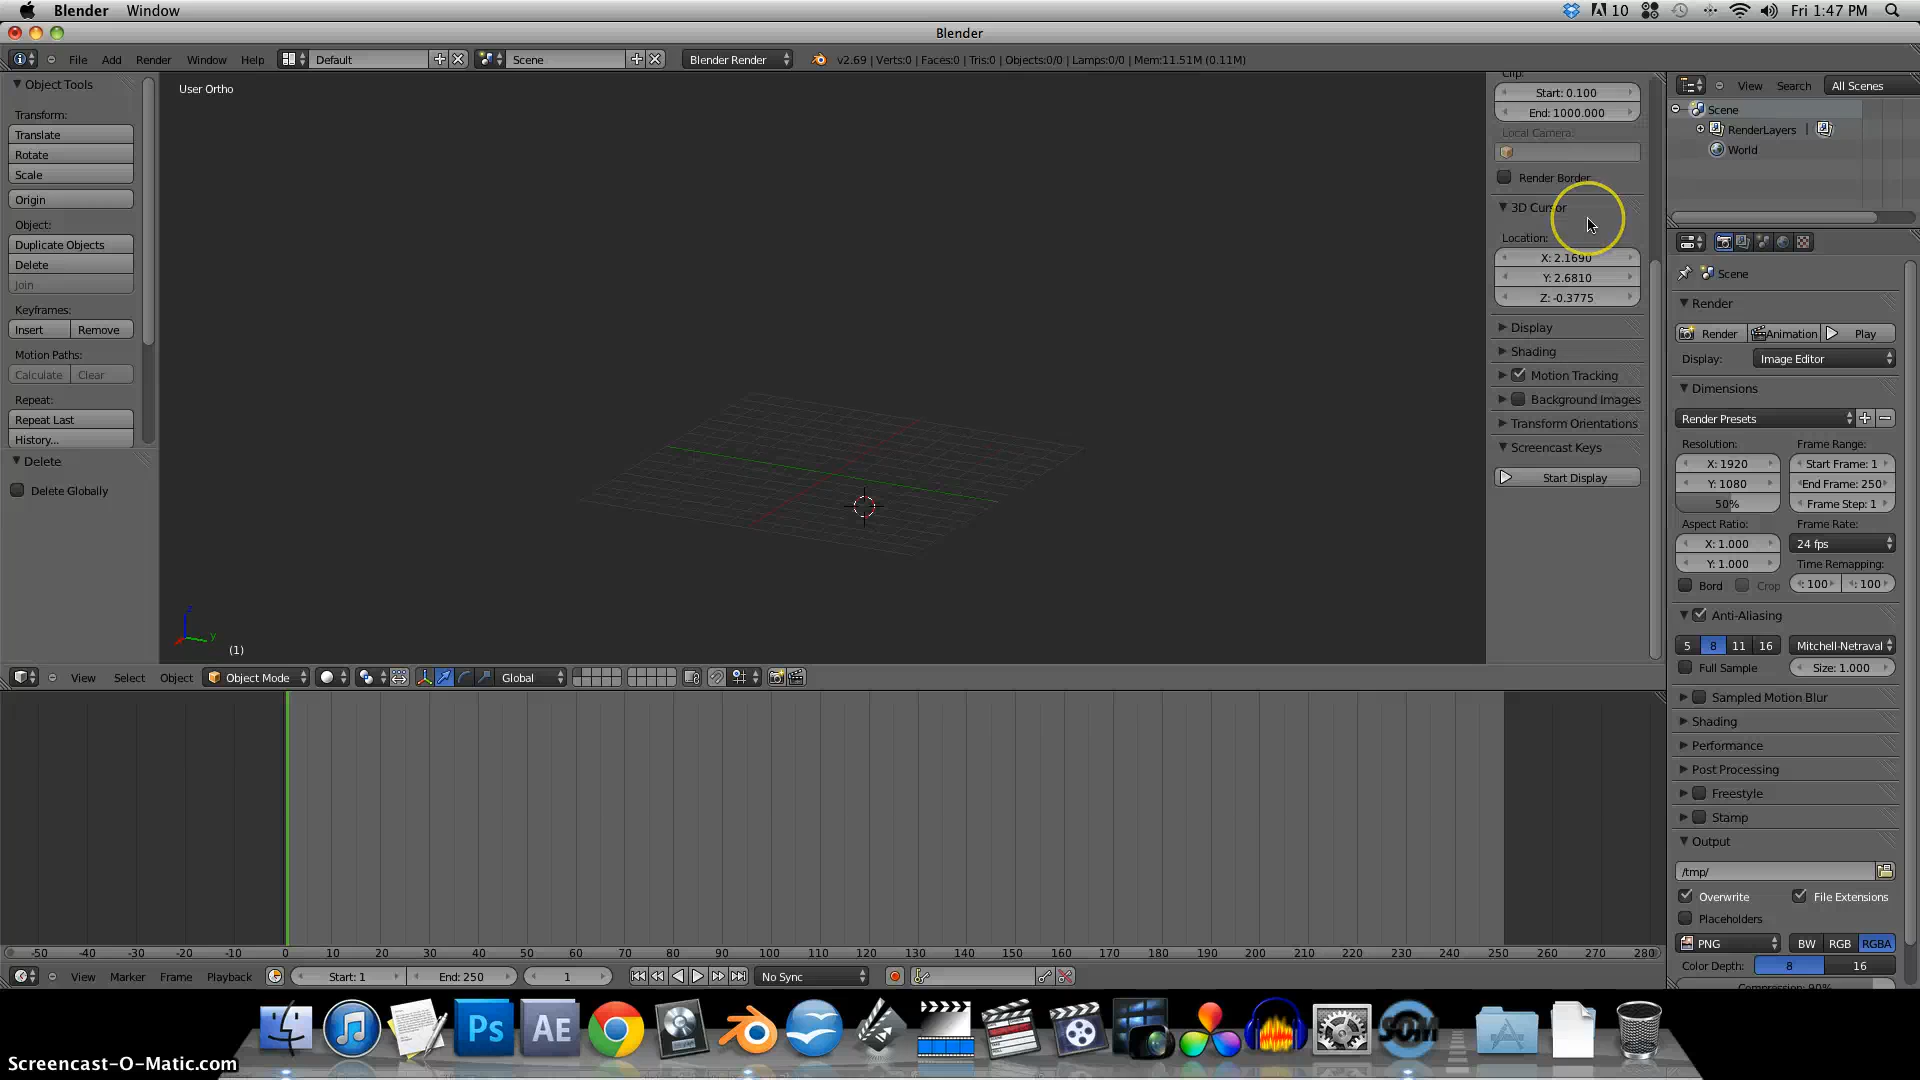 Blender Window 10 Fri 1:47 PM
Blender
File Add Render Window Help Default Scene Blender Render v2.69 | Verts:0 | Faces:0 | Tris:0 | Objects:0/0 | Lamps:0/0 | Mem:11.51M (0.11M)
Object Tools
Transform:
Translate
Rotate
Scale
Origin
Object:
Duplicate Objects
Delete
Join
Keyframes:
Insert Remove
Motion Paths:
Calculate Clear
Repeat:
Repeat Last
History...
Delete
Delete Globally
User Ortho
z
y
(1)
Clip:
Start: 0.100
End: 1000.000
Local Camera:
Render Border
3D Cursor
Location:
X: 2.1690
Y: 2.6810
Z: -0.3775
Display
Shading
Motion Tracking
Background Images
Transform Orientations
Screencast Keys
Start Display
View Search All Scenes
Scene
RenderLayers |
World
Scene
Render
Render Animation Play
Display: Image Editor
Dimensions
Render Presets
Resolution: Frame Range:
X: 1920 Start Frame: 1
Y: 1080 End Frame: 250
50% Frame Step: 1
Aspect Ratio: Frame Rate:
X: 1.000 24 fps
Y: 1.000 Time Remapping:
Bord Crop : 100 : 100
Anti-Aliasing
5 8 11 16 Mitchell-Netraval
Full Sample Size: 1.000
Sampled Motion Blur
Shading
Performance
Post Processing
Freestyle
Stamp
Output
/tmp/
Overwrite File Extensions
Placeholders
PNG BW RGB RGBA
Color Depth: 8 16
Compression: 90%
View Select Object Object Mode Global
-50 -40 -30 -20 -10 0 10 20 30 40 50 60 70 80 90 100 110 120 130 140 150 160 170 180 190 200 210 220 230 240 250 260 270 280
View Marker Frame Playback Start: 1 End: 250 1 No Sync
Ps AE SOM
Screencast-O-Matic.com